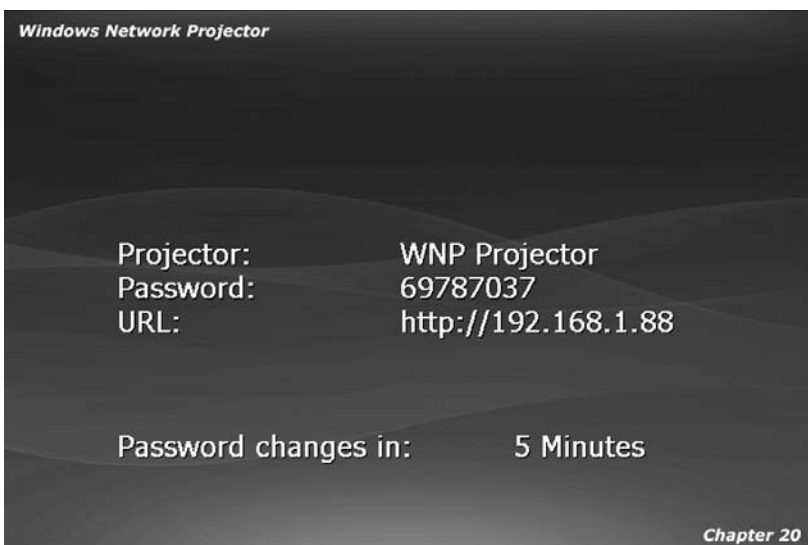 Windows Network Projector
Projector: WNP Projector
Password: 69787037
URL: http://192.168.1.88
Password changes in: 5 Minutes
Chapter 20